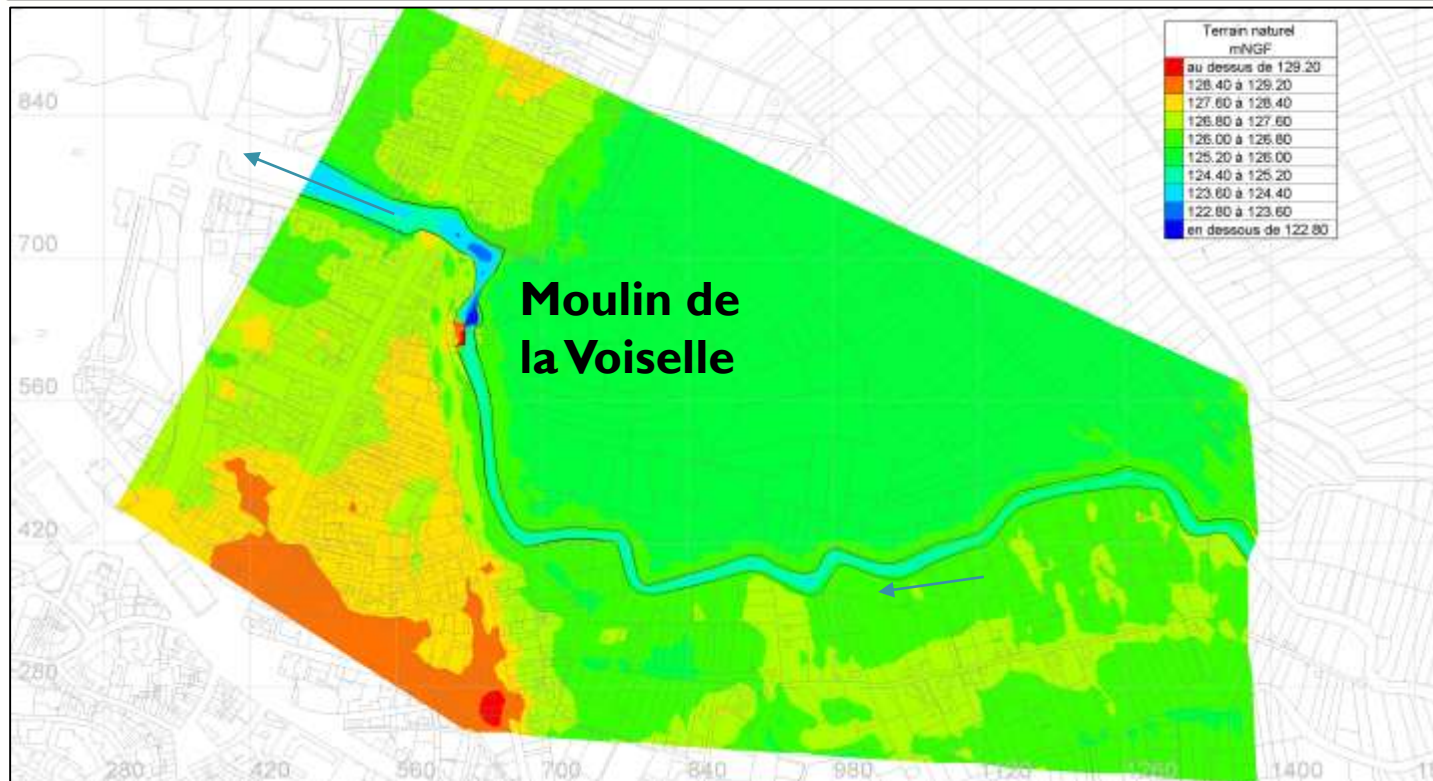 Terrain naturel
mNGF
au dessus de 129.20
128.40 à 129.20
127.60 à 128.40
126.80 à 127.60
126.00 à 126.80
125.20 à 126.00
124.40 à 125.20
123.60 à 124.40
122.80 à 123.60
en dessous de 122.80
840
700
Moulin de
la Voiselle
560
420
280
280
420
560
700
840
980
1120
1260
1400